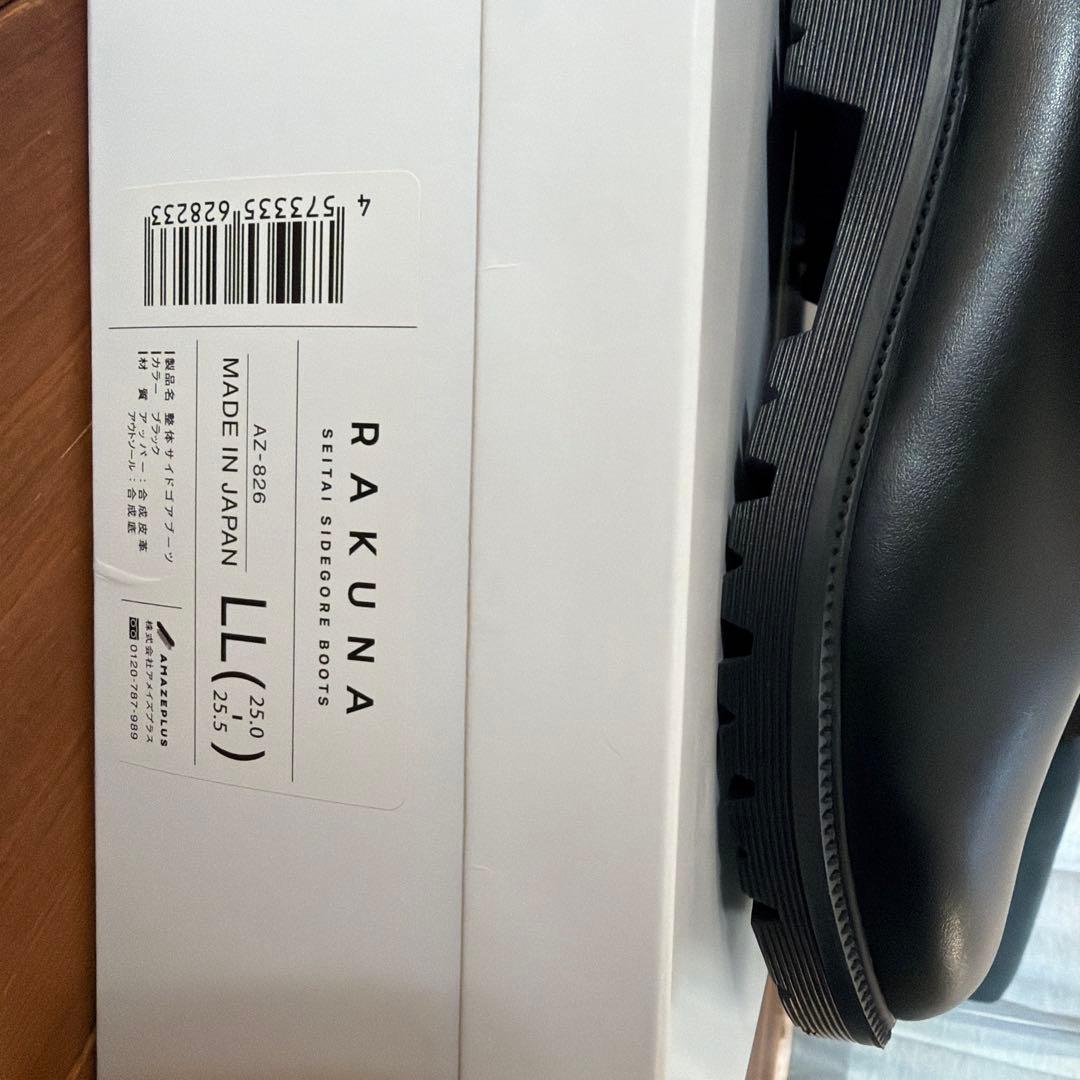 RAKUNA
SEITAI SIDEGORE BOOTS
AZ-826
MADE IN JAPAN
LL(25.0-25.5)
製品名 整体サイドゴアブーツ
カラー ブラック
材質 アッパー:合成皮革
アウトソール:合成底
AMAZEPLUS
株式会社アメイズプラス
0120-787-989
4 573335 628233